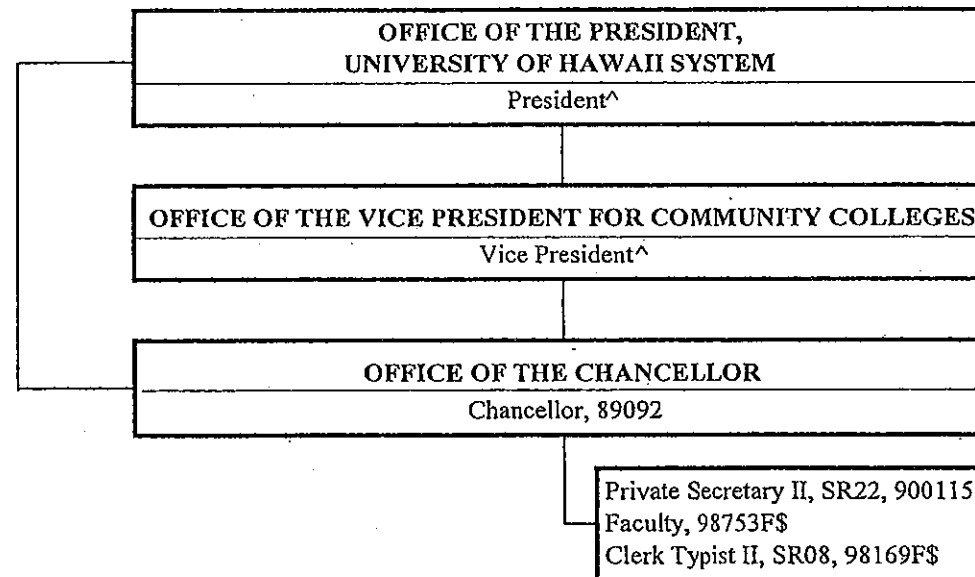 OFFICE OF THE PRESIDENT,
UNIVERSITY OF HAWAII SYSTEM
President^
OFFICE OF THE VICE PRESIDENT FOR COMMUNITY COLLEGES
Vice President^
OFFICE OF THE CHANCELLOR
Chancellor, 89092
Private Secretary II, SR22, 900115
Faculty, 98753F$
Clerk Typist II, SR08, 98169F$